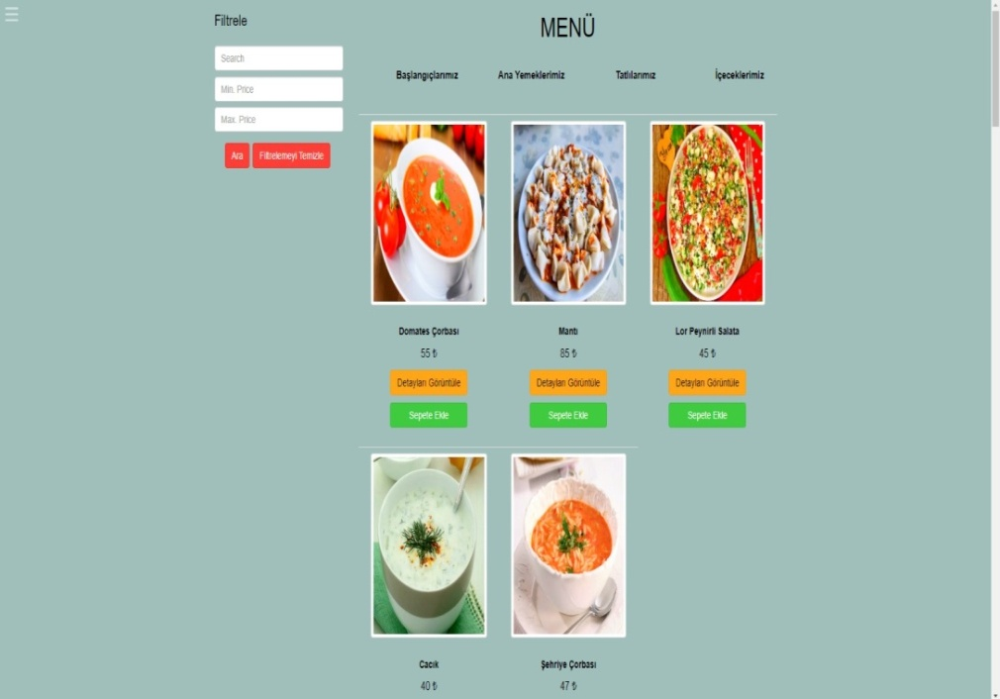 Filtrele
Search
Min. Price
Max. Price
Ara Filtrelemeyi Temizle
MENÜ
Başlangıçlarımız Ana Yemeklerimiz Tatlılarımız İçeceklerimiz
Domates Çorbası Mantı Lor Peynirli Salata
55 ₺ 85 ₺ 45 ₺
Detayları Görüntüle Detayları Görüntüle Detayları Görüntüle
Sepete Ekle Sepete Ekle Sepete Ekle
Cacık Şehriye Çorbası
40 ₺ 47 ₺